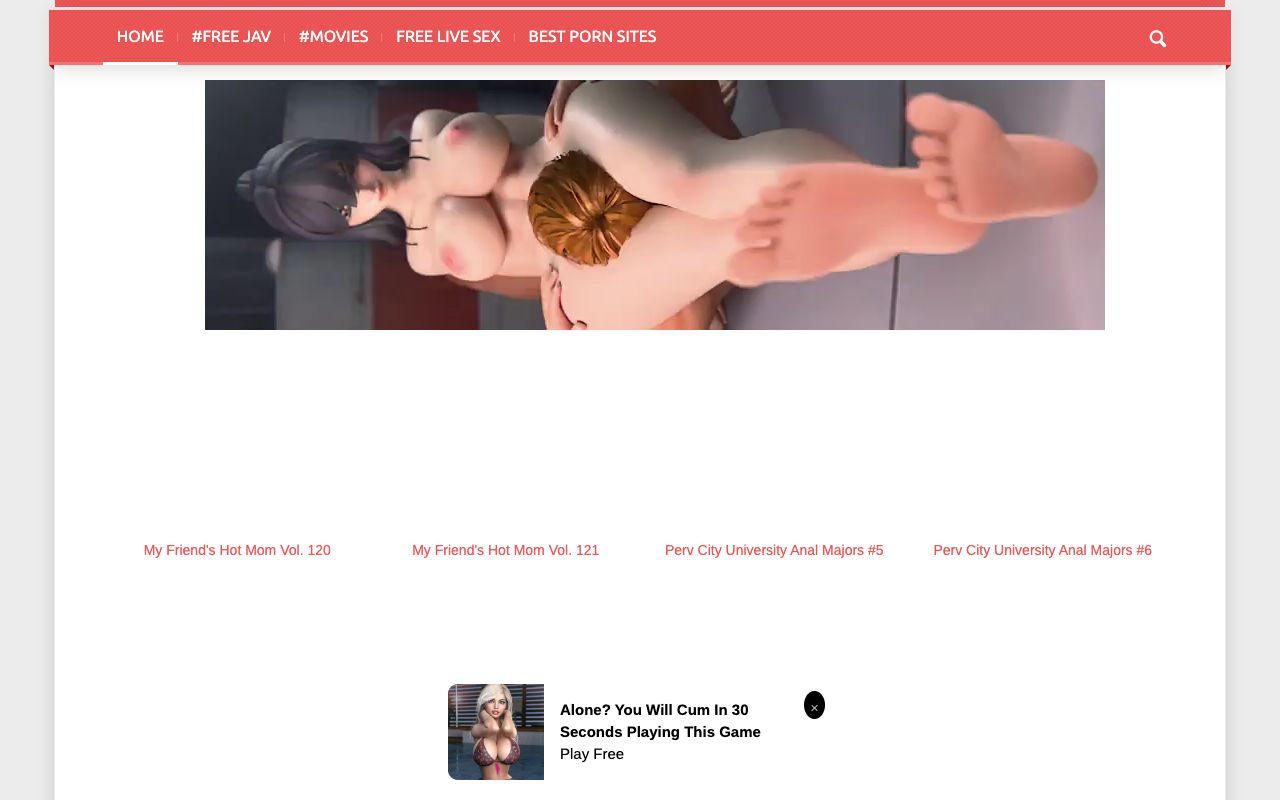 HOME
#FREE JAV
#MOVIES
FREE LIVE SEX
BEST PORN SITES
My Friend's Hot Mom Vol. 120
My Friend's Hot Mom Vol. 121
Perv City University Anal Majors #5
Perv City University Anal Majors #6
Alone? You Will Cum In 30
Seconds Playing This Game
Play Free
×